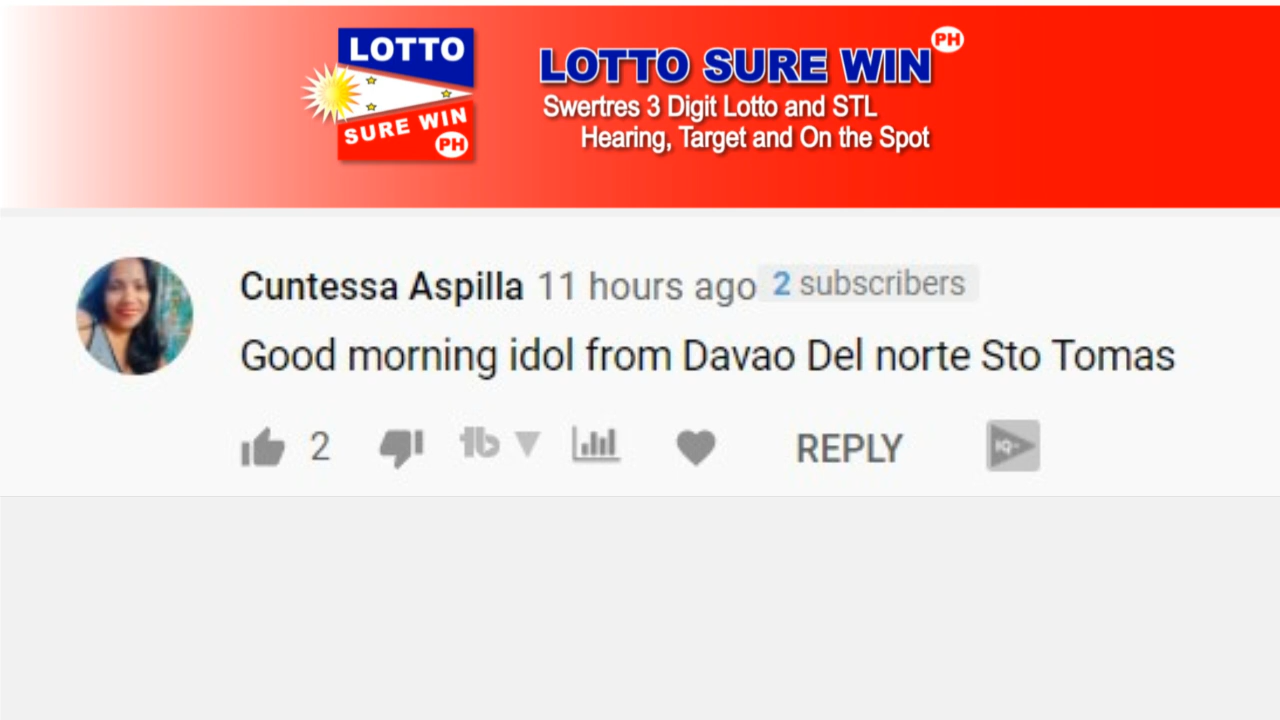 LOTTO
SURE WIN
PH
LOTTO SURE WIN PH
Swertres 3 Digit Lotto and STL
Hearing, Target and On the Spot
Cuntessa Aspilla 11 hours ago 2 subscribers
Good morning idol from Davao Del norte Sto Tomas
2 tb REPLY IQ